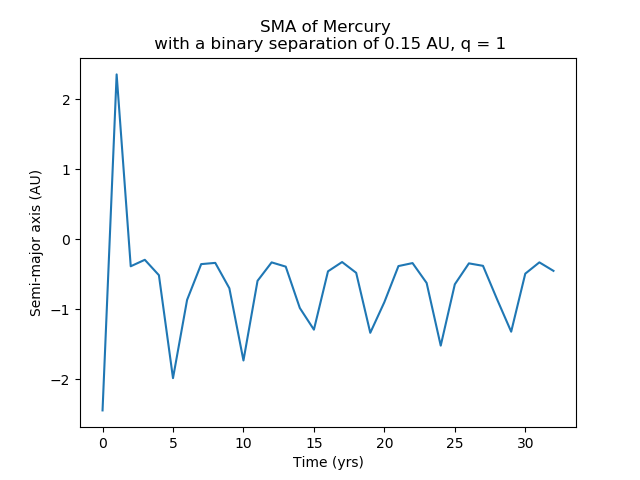 SMA of Mercury
with a binary separation of 0.15 AU, q = 1
2
1
0
−1
−2
Semi-major axis (AU)
0 5 10 15 20 25 30
Time (yrs)